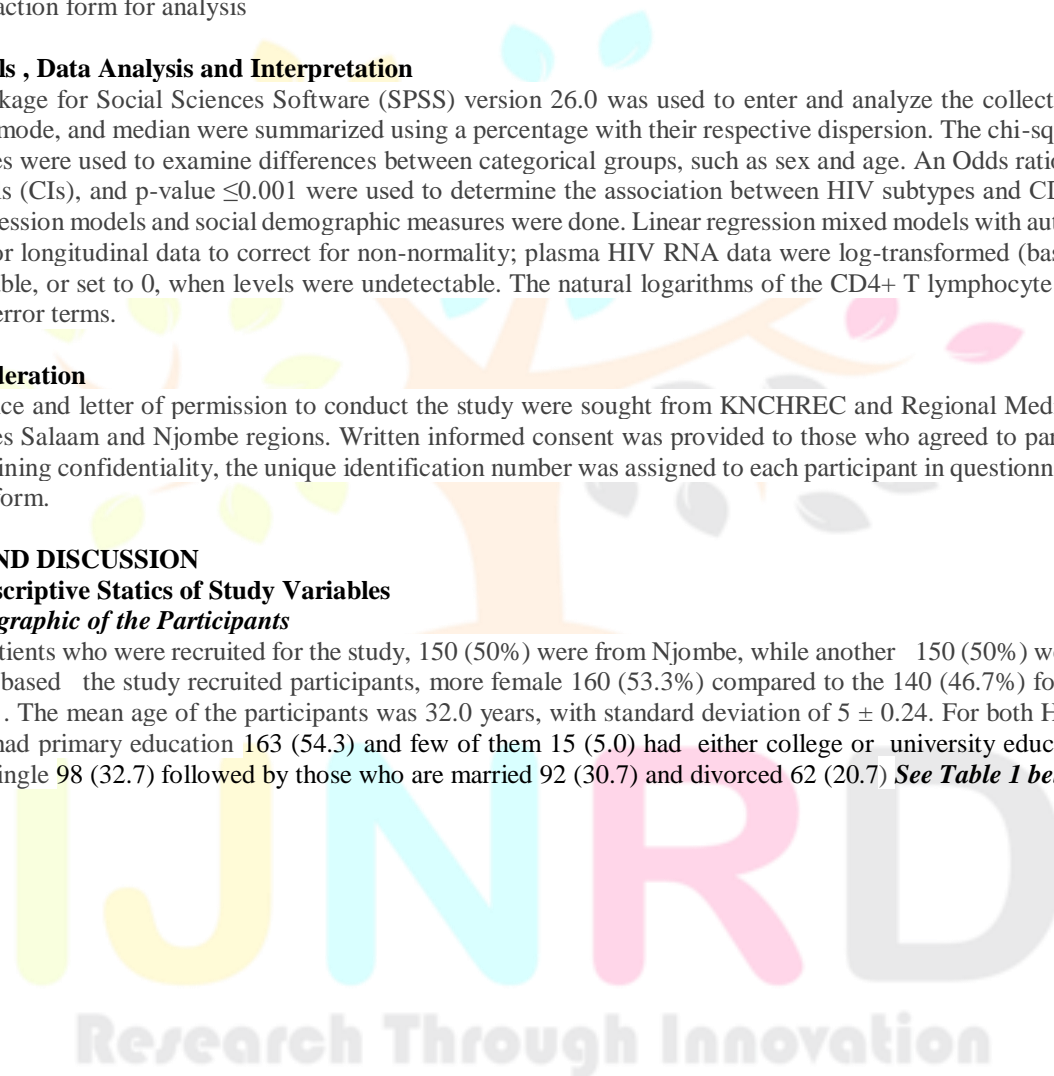 action form for analysis
ls , Data Analysis and Interpretation
kage for Social Sciences Software (SPSS) version 26.0 was used to enter and analyze the collect
mode, and median were summarized using a percentage with their respective dispersion. The chi-sq
es were used to examine differences between categorical groups, such as sex and age. An Odds ratio
ls (CIs), and p-value ≤0.001 were used to determine the association between HIV subtypes and CD
ession models and social demographic measures were done. Linear regression mixed models with aut
or longitudinal data to correct for non-normality; plasma HIV RNA data were log-transformed (bas
able, or set to 0, when levels were undetectable. The natural logarithms of the CD4+ T lymphocyte
error terms.
deration
ce and letter of permission to conduct the study were sought from KNCHREC and Regional Med
es Salaam and Njombe regions. Written informed consent was provided to those who agreed to par
ining confidentiality, the unique identification number was assigned to each participant in questionn
form.
ND DISCUSSION
scriptive Statics of Study Variables
graphic of the Participants
tients who were recruited for the study, 150 (50%) were from Njombe, while another 150 (50%) we
based the study recruited participants, more female 160 (53.3%) compared to the 140 (46.7%) fo
. The mean age of the participants was 32.0 years, with standard deviation of 5 ± 0.24. For both H
had primary education 163 (54.3) and few of them 15 (5.0) had either college or university educ
ingle 98 (32.7) followed by those who are married 92 (30.7) and divorced 62 (20.7) See Table 1 be
IJNRD
Research Through Innovation